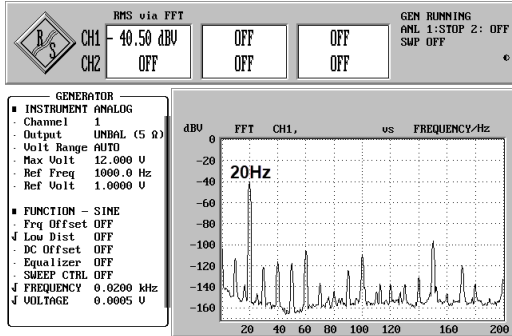 RMS via FFT
CH1 - 40.50 dBV OFF OFF
CH2 OFF OFF OFF
GEN RUNNING
ANL 1:STOP 2: OFF
SWP OFF
R S
GENERATOR
INSTRUMENT ANALOG
Channel 1
Output UNBAL (5 Ω)
Volt Range AUTO
Max Volt 12.000 V
Ref Freq 1000.0 Hz
Ref Volt 1.0000 V
FUNCTION - SINE
Frq Offset OFF
Low Dist OFF
DC Offset OFF
Equalizer OFF
SWEEP CTRL OFF
FREQUENCY 0.0200 kHz
VOLTAGE 0.0005 V
dBV FFT CH1, vs FREQUENCY/Hz
0
-20
20Hz
-40
-60
-80
-100
-120
-140
-160
20 40 60 80 100 120 160 200